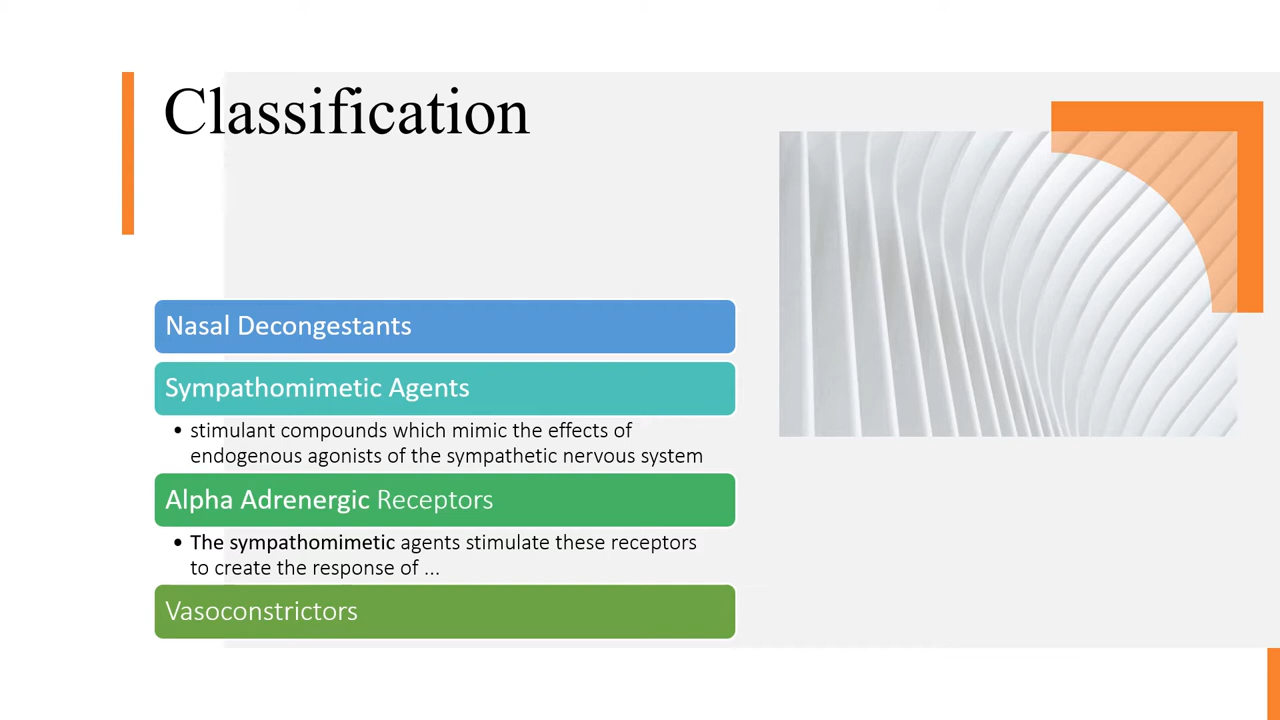 Classification
Nasal Decongestants
Sympathomimetic Agents
• stimulant compounds which mimic the effects of
endogenous agonists of the sympathetic nervous system
Alpha Adrenergic Receptors
• The sympathomimetic agents stimulate these receptors
to create the response of ...
Vasoconstrictors